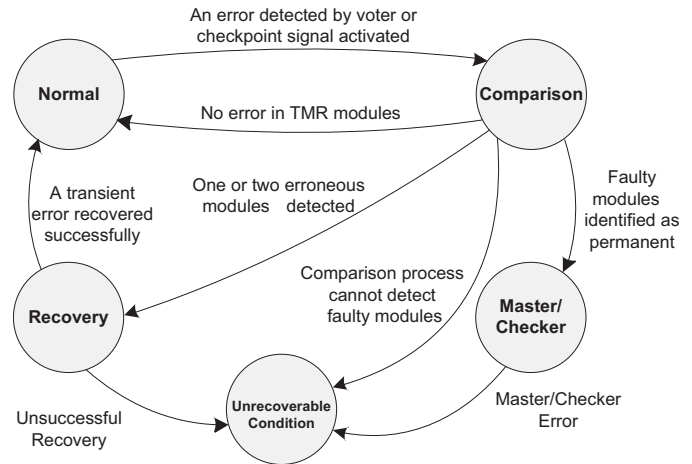 An error detected by voter or
checkpoint signal activated
Normal
Comparison
No error in TMR modules
A transient
error recovered
successfully
One or two erroneous
modules detected
Faulty
modules
identified as
permanent
Comparison process
cannot detect
faulty modules
Recovery
Master/
Checker
Unrecoverable
Condition
Unsuccessful
Recovery
Master/Checker
Error